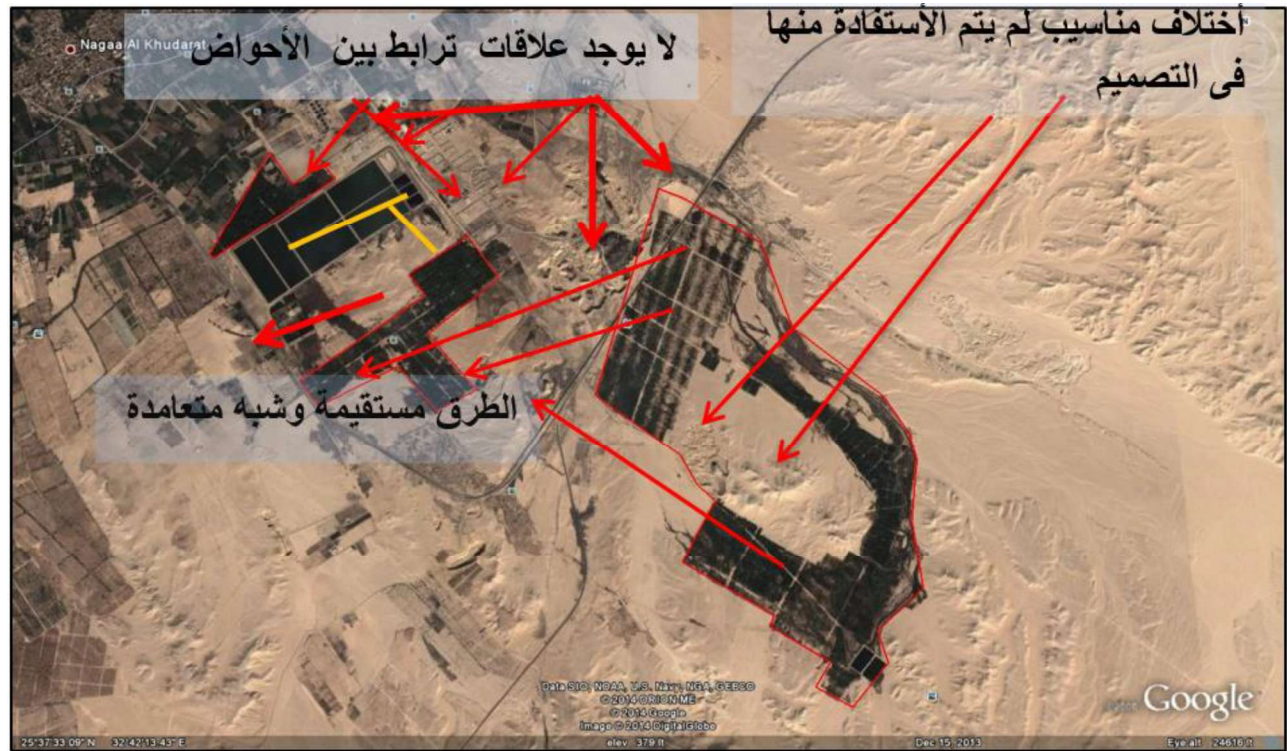 أختلاف مناسيب لم يتم الأستفادة منها
فى التصميم
لا يوجد علاقات ترابط بين الأحواض
Nagaa Al Khudarat
الطرق مستقيمة وشبه متعامدة
Data SIO, NOAA, U.S. Navy, NGA, GEBCO
© 2014 ORION-ME
© 2014 Google
Image © 2014 DigitalGlobe
Google
25°37'33.09" N 32°42'13.43" E elev 379 ft Dec 15, 2013 Eye alt 24616 ft